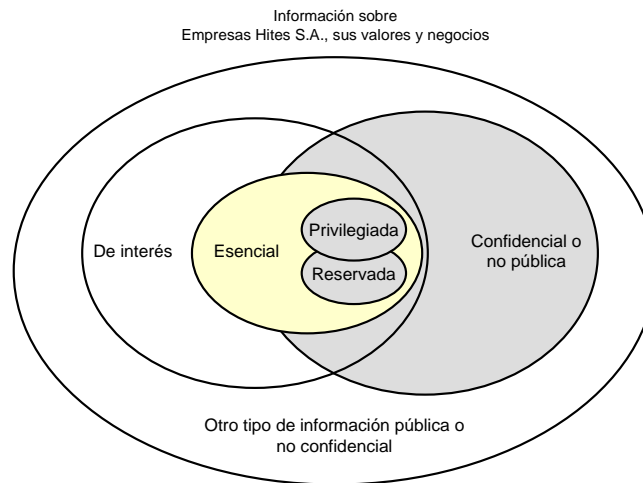 Información sobre
Empresas Hites S.A., sus valores y negocios
De interés
Esencial
Privilegiada
Reservada
Confidencial o
no pública
Otro tipo de información pública o
no confidencial